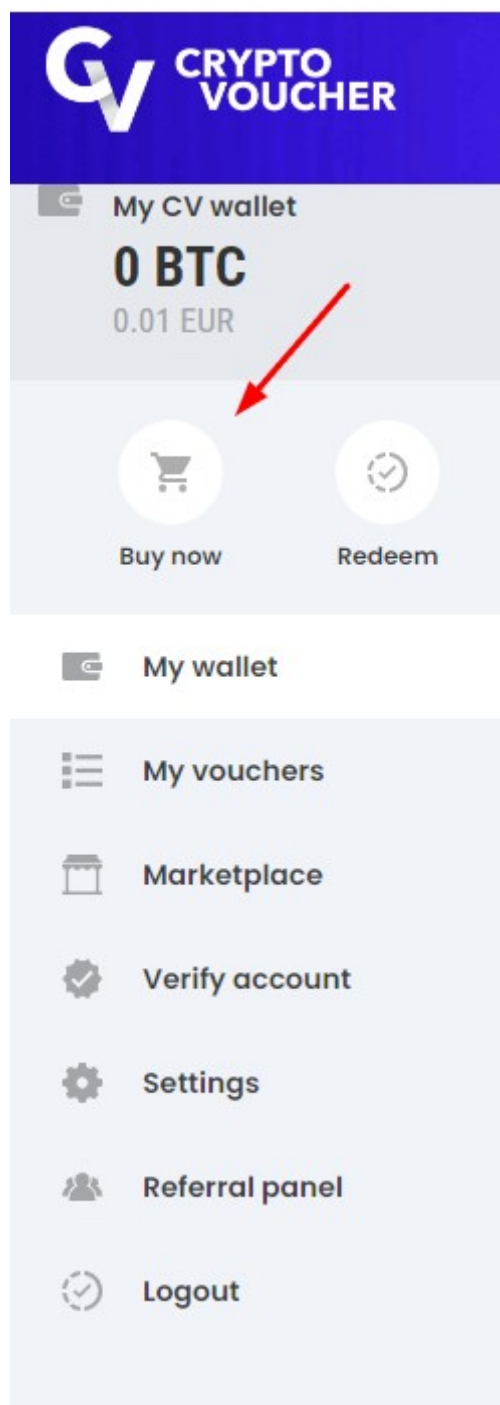 CV CRYPTO
VOUCHER
My CV wallet
0 BTC
0.01 EUR
Buy now
Redeem
My wallet
My vouchers
Marketplace
Verify account
Settings
Referral panel
Logout